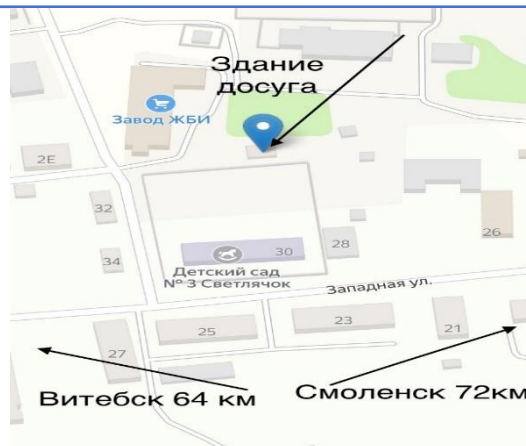 Здание
досуга
Завод ЖБИ
2Е
32
26
34
30
28
Детский сад
№ 3 Светлячок
Западная ул.
25
23
21
27
Витебск 64 км
Смоленск 72км